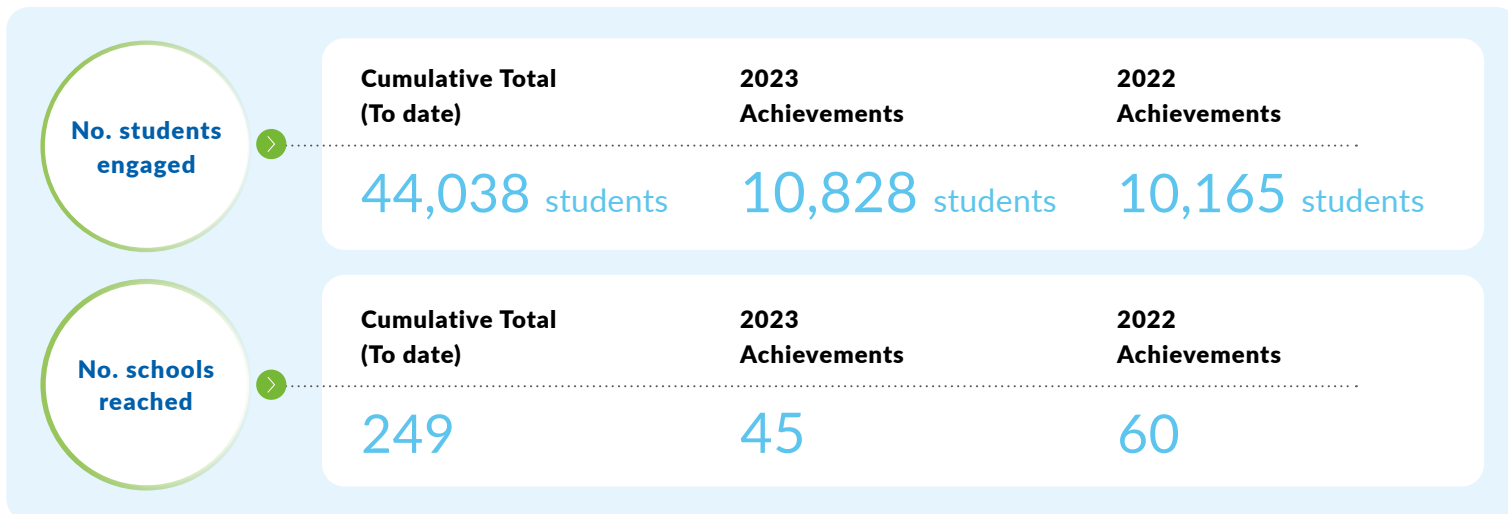 No. students
engaged
Cumulative Total
(To date)
2023
Achievements
2022
Achievements
44,038 students
10,828 students
10,165 students
No. schools
reached
Cumulative Total
(To date)
2023
Achievements
2022
Achievements
249
45
60